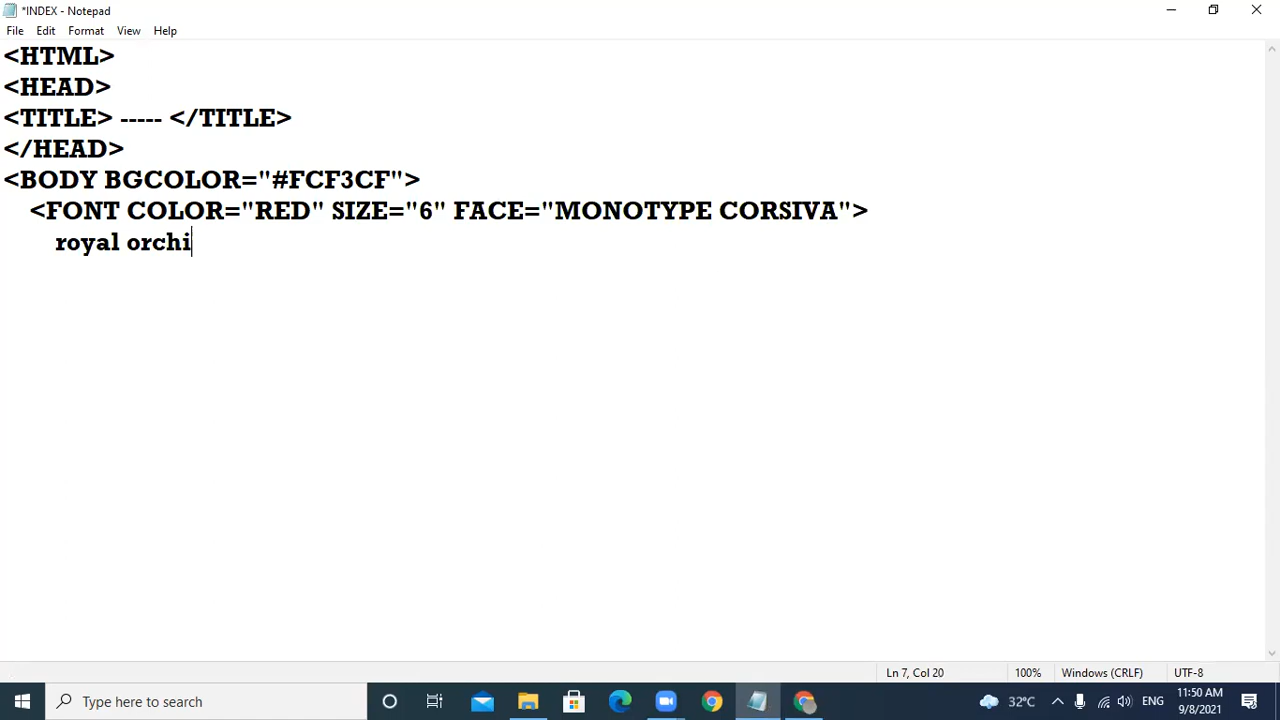 *INDEX - Notepad
File Edit Format View Help
<HTML>
<HEAD>
<TITLE> ----- </TITLE>
</HEAD>
<BODY BGCOLOR="#FCF3CF">
<FONT COLOR="RED" SIZE="6" FACE="MONOTYPE CORSIVA">
royal orchi
Ln 7, Col 20 100% Windows (CRLF) UTF-8
Type here to search 32°C ENG 11:50 AM
9/8/2021